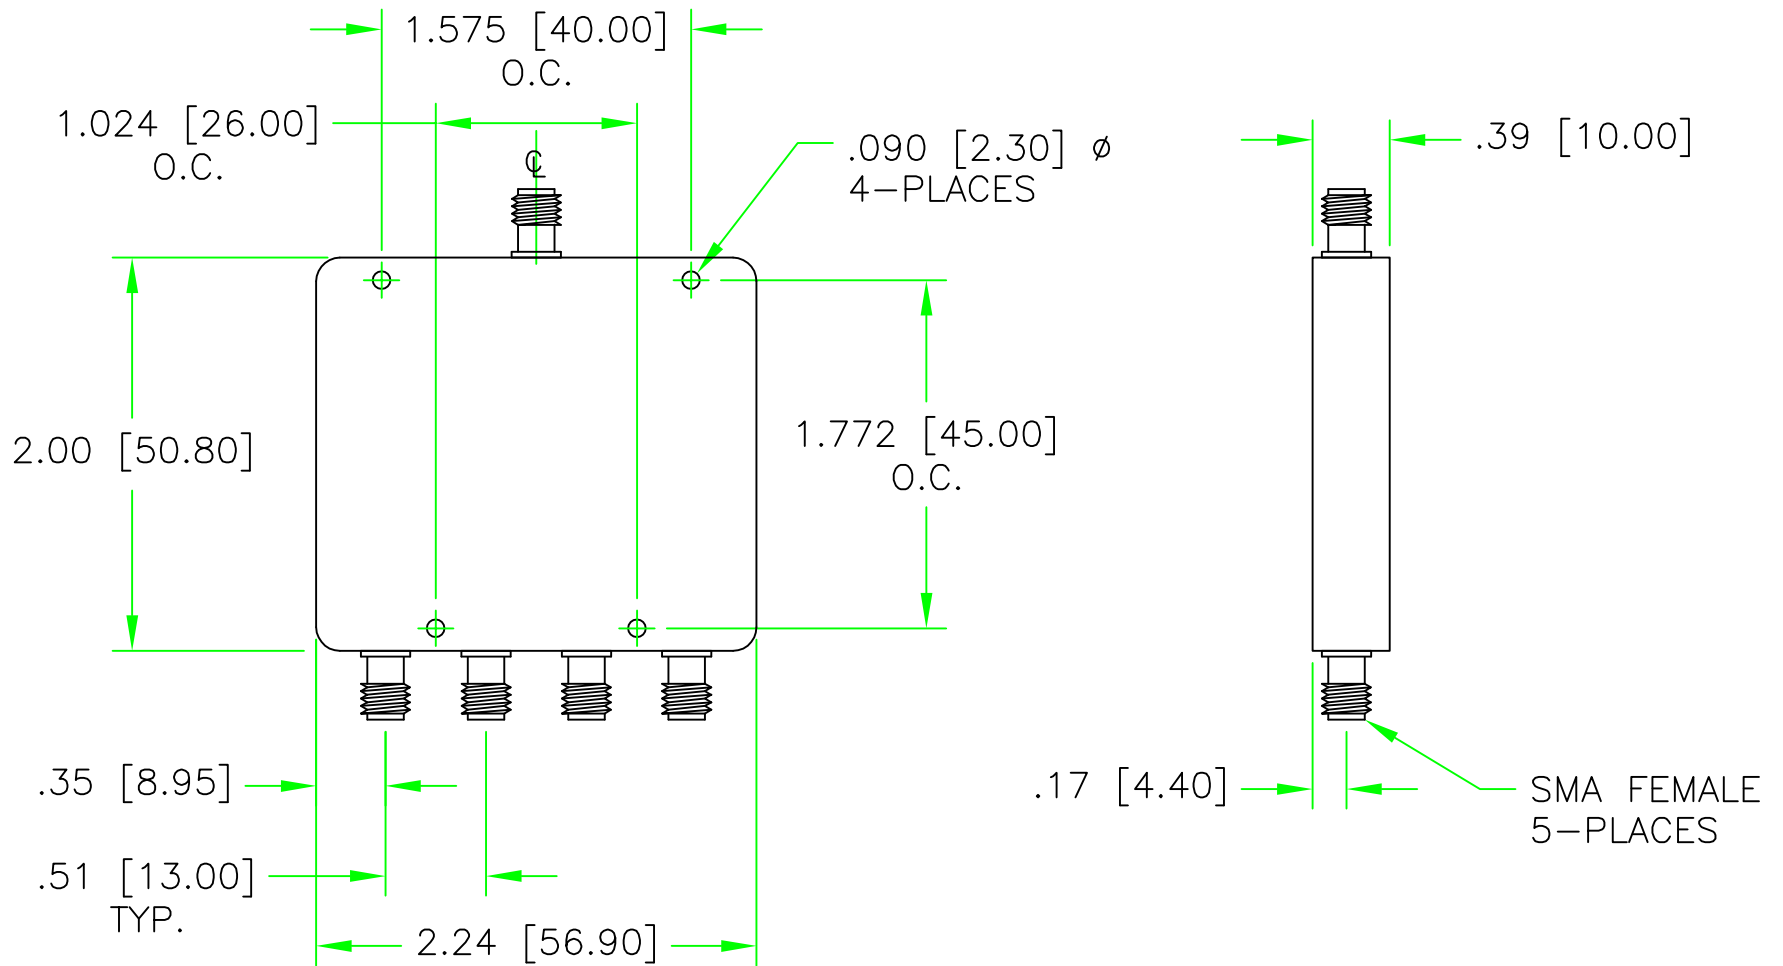 1.575 [40.00]
O.C.
1.024 [26.00]
O.C.
℄
.090 [2.30] ø
4-PLACES
.39 [10.00]
2.00 [50.80]
1.772 [45.00]
O.C.
.35 [8.95]
.17 [4.40]
SMA FEMALE
5-PLACES
.51 [13.00]
TYP.
2.24 [56.90]